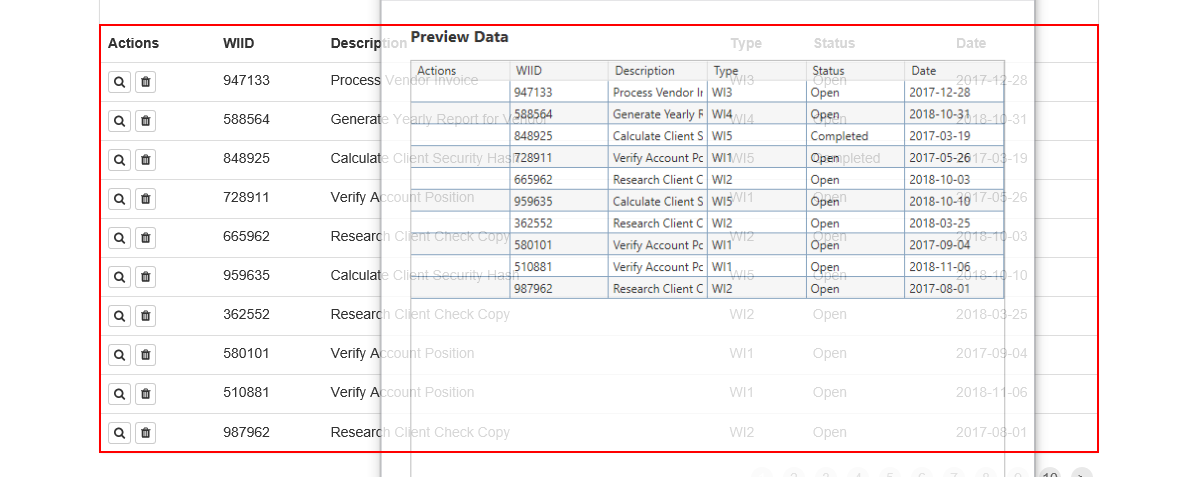 Actions WIID Description Type Status Date
947133 Process Vendor Invoice WI3 Open 2017-12-28
588564 Generate Yearly Report for Vendor WI4 Open 2018-10-31
848925 Calculate Client Security Hash WI5 Completed 2017-03-19
728911 Verify Account Position WI1 Open 2017-05-26
665962 Research Client Check Copy WI2 Open 2018-10-03
959635 Calculate Client Security Hash WI5 Open 2018-10-10
362552 Research Client Check Copy WI2 Open 2018-03-25
580101 Verify Account Position WI1 Open 2017-09-04
510881 Verify Account Position WI1 Open 2018-11-06
987962 Research Client Check Copy WI2 Open 2017-08-01
Preview Data
Actions WIID Description Type Status Date
947133 Process Vendor Ir WI3 Open 2017-12-28
588564 Generate Yearly F WI4 Open 2018-10-31
848925 Calculate Client S WI5 Completed 2017-03-19
728911 Verify Account Pc WI1 Open 2017-05-26
665962 Research Client C WI2 Open 2018-10-03
959635 Calculate Client S WI5 Open 2018-10-10
362552 Research Client C WI2 Open 2018-03-25
580101 Verify Account Pc WI1 Open 2017-09-04
510881 Verify Account Pc WI1 Open 2018-11-06
987962 Research Client C WI2 Open 2017-08-01
2 3 4 5 6 7 8 9 10 >